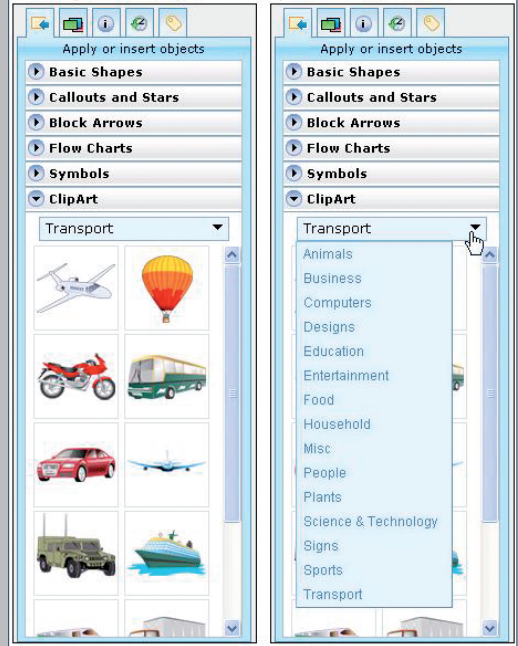 Apply or insert objects
Basic Shapes
Callouts and Stars
Block Arrows
Flow Charts
Symbols
ClipArt
Transport
Apply or insert objects
Basic Shapes
Callouts and Stars
Block Arrows
Flow Charts
Symbols
ClipArt
Transport
Animals
Business
Computers
Designs
Education
Entertainment
Food
Household
Misc
People
Plants
Science & Technology
Signs
Sports
Transport